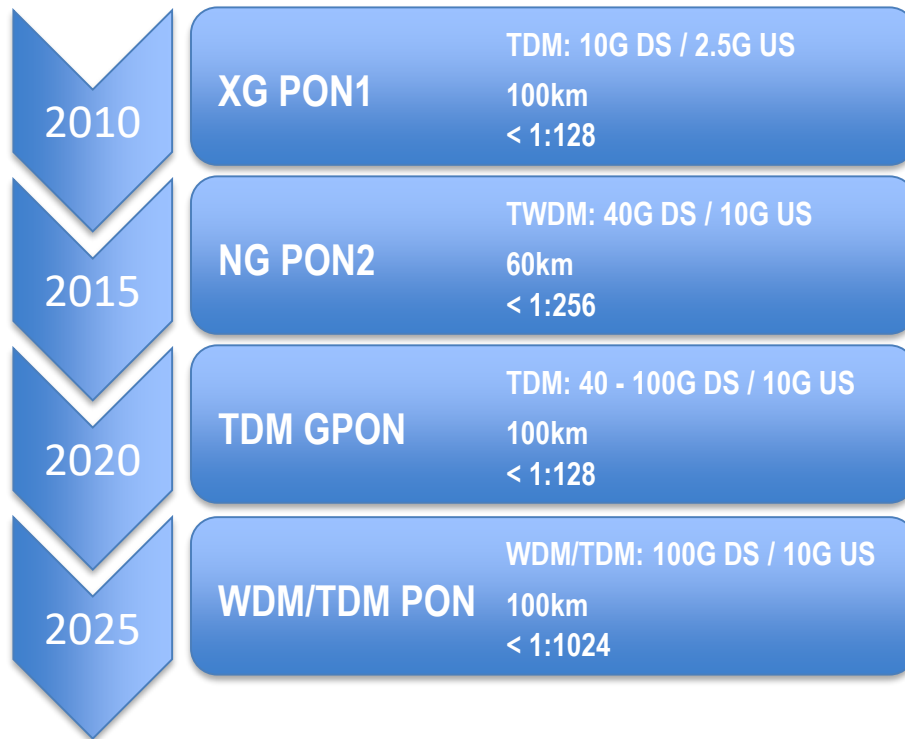 2010
XG PON1
TDM: 10G DS / 2.5G US
100km
< 1:128
2015
NG PON2
TWDM: 40G DS / 10G US
60km
< 1:256
2020
TDM GPON
TDM: 40 - 100G DS / 10G US
100km
< 1:128
2025
WDM/TDM PON
WDM/TDM: 100G DS / 10G US
100km
< 1:1024